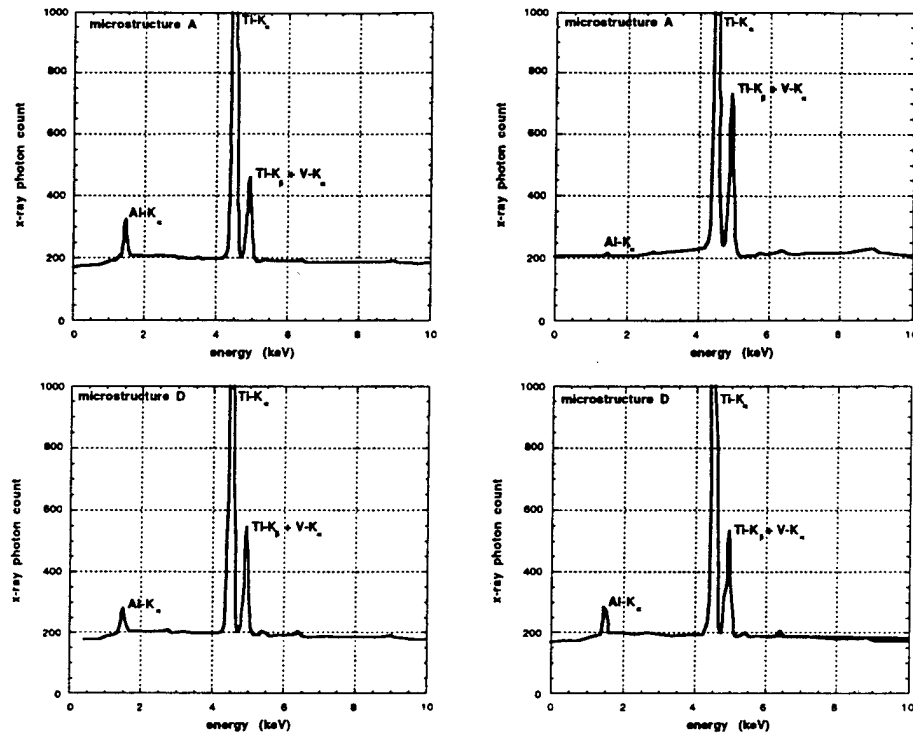 microstructure A
Ti-Kα
Ti-Kβ + V-Kα
Al-Kα
x-ray photon count
1000
800
600
400
200
0
0 2 4 6 8 10
energy (keV)
microstructure A
Ti-Kα
Ti-Kβ + V-Kα
Al-Kα
x-ray photon count
1000
800
600
400
200
0
0 2 4 6 8 10
energy (keV)
microstructure D
Ti-Kα
Ti-Kβ + V-Kα
Al-Kα
x-ray photon count
1000
800
600
400
200
0
0 2 4 6 8 10
energy (keV)
microstructure D
Ti-Kα
Ti-Kβ + V-Kα
Al-Kα
x-ray photon count
1000
800
600
400
200
0
0 2 4 6 8 10
energy (keV)